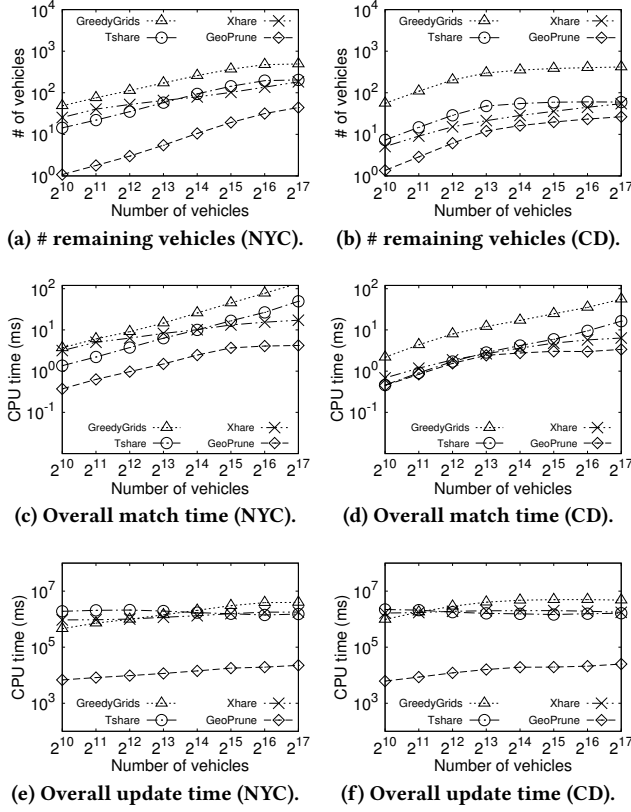 10^4
10^3
10^2
10^1
10^0
# of vehicles
GreedyGrids
Tshare
Xhare
GeoPrune
2^10 2^11 2^12 2^13 2^14 2^15 2^16 2^17
Number of vehicles
(a) # remaining vehicles (NYC).
10^4
10^3
10^2
10^1
10^0
# of vehicles
GreedyGrids
Tshare
Xhare
GeoPrune
2^10 2^11 2^12 2^13 2^14 2^15 2^16 2^17
Number of vehicles
(b) # remaining vehicles (CD).
10^2
10^1
10^0
10^-1
CPU time (ms)
GreedyGrids
Tshare
Xhare
GeoPrune
2^10 2^11 2^12 2^13 2^14 2^15 2^16 2^17
Number of vehicles
(c) Overall match time (NYC).
10^2
10^1
10^0
10^-1
CPU time (ms)
GreedyGrids
Tshare
Xhare
GeoPrune
2^10 2^11 2^12 2^13 2^14 2^15 2^16 2^17
Number of vehicles
(d) Overall match time (CD).
10^7
10^5
10^3
CPU time (ms)
GreedyGrids
Tshare
Xhare
GeoPrune
2^10 2^11 2^12 2^13 2^14 2^15 2^16 2^17
Number of vehicles
(e) Overall update time (NYC).
10^7
10^5
10^3
CPU time (ms)
GreedyGrids
Tshare
Xhare
GeoPrune
2^10 2^11 2^12 2^13 2^14 2^15 2^16 2^17
Number of vehicles
(f) Overall update time (CD).